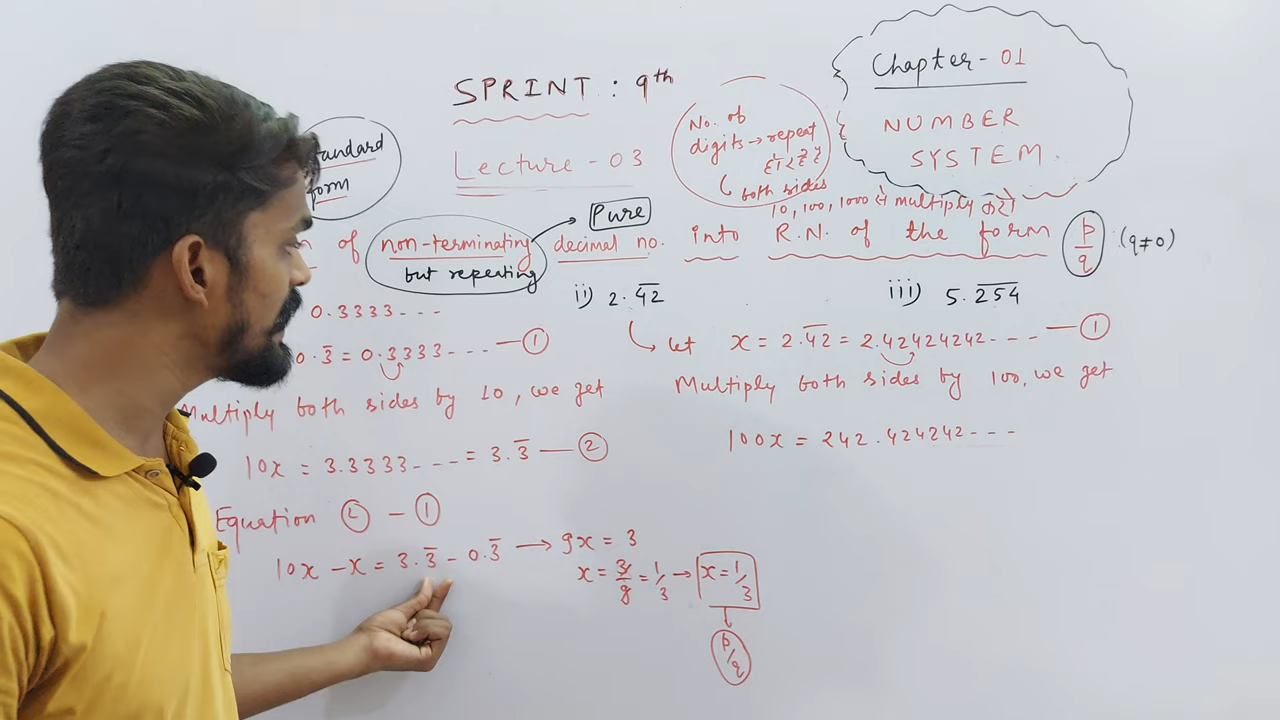 SPRINT : 9th
Chapter - 01
NUMBER
SYSTEM
Lecture - 03
No. of
digits → repeat
both sides
10, 100, 1000 से multiply करो
form
of non-terminating decimal no. into R.N. of the form p/q (q≠0)
but repeating
Pure
0.3333---
0.3̅ = 0.3333--- — ①
Multiply both sides by 10, we get
10x = 3.3333--- = 3.3̅ — ②
Equation ② - ①
10x - x = 3.3̅ - 0.3̅ → 9x = 3
x = 3/9 = 1/3 → x = 1/3
p/q
ii) 2.4̅2̅
let x = 2.4̅2̅ = 2.42424242--- — ①
Multiply both sides by 100, we get
100x = 242.424242---
iii) 5.2̅5̅4̅